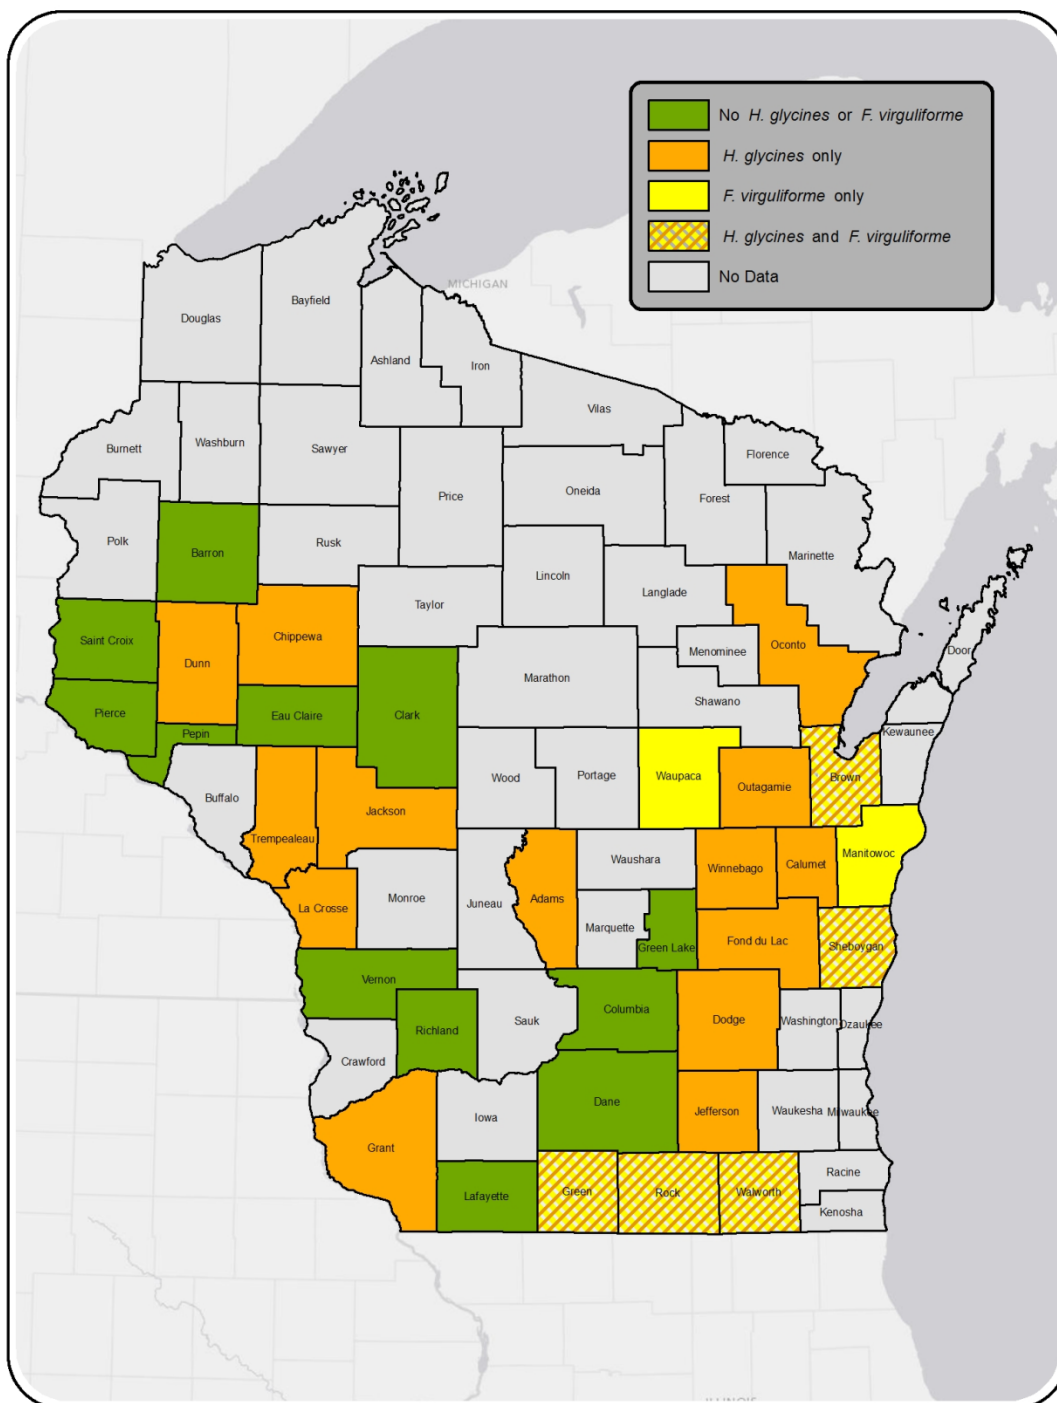 No H. glycines or F. virguliforme
H. glycines only
F. virguliforme only
H. glycines and F. virguliforme
No Data
MICHIGAN
Bayfield
Douglas
Ashland
Iron
Vilas
Burnett
Washburn
Sawyer
Florence
Price
Oneida
Forest
Polk
Barron
Rusk
Marinette
Lincoln
Langlade
Taylor
Saint Croix
Dunn
Chippewa
Oconto
Menominee
Door
Marathon
Shawano
Pierce
Pepin
Eau Claire
Clark
Kewaunee
Wood
Portage
Waupaca
Outagamie
Brown
Buffalo
Jackson
Trempealeau
Waushara
Winnebago
Calumet
Manitowoc
La Crosse
Monroe
Juneau
Adams
Marquette
Green Lake
Fond du Lac
Sheboygan
Vernon
Richland
Sauk
Columbia
Dodge
Washington
Ozaukee
Crawford
Iowa
Dane
Jefferson
Waukesha
Milwaukee
Grant
Lafayette
Green
Rock
Walworth
Racine
Kenosha
ILLINOIS